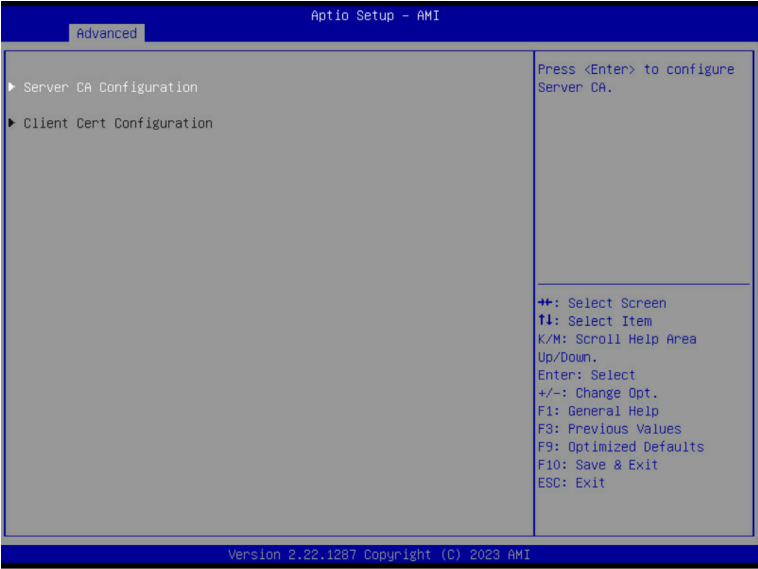 Aptio Setup – AMI
Advanced
▶ Server CA Configuration
▶ Client Cert Configuration
Press <Enter> to configure
Server CA.
→←: Select Screen
↑↓: Select Item
K/M: Scroll Help Area
Up/Down.
Enter: Select
+/-: Change Opt.
F1: General Help
F3: Previous Values
F9: Optimized Defaults
F10: Save & Exit
ESC: Exit
Version 2.22.1287 Copyright (C) 2023 AMI